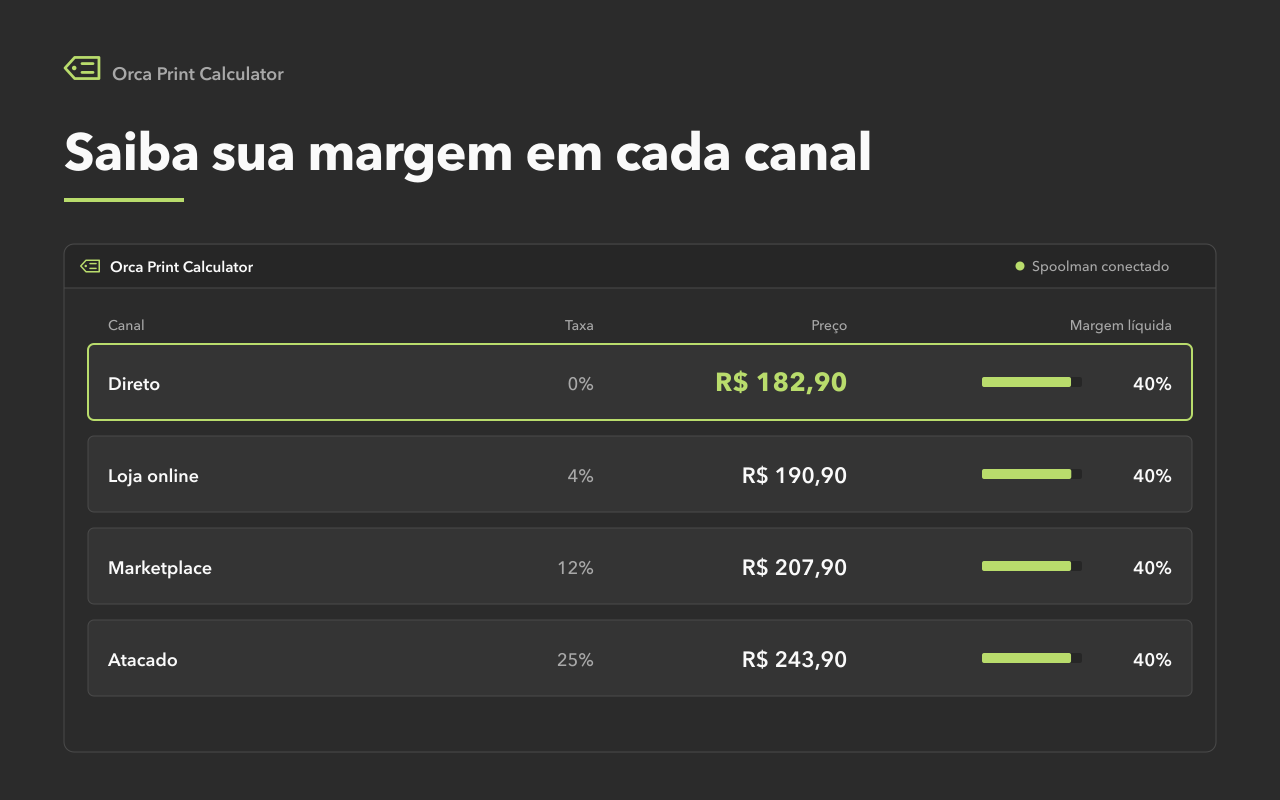 Orca Print Calculator
Saiba sua margem em cada canal
Orca Print Calculator Spoolman conectado
Canal Taxa Preço Margem líquida
Direto 0% R$ 182,90 40%
Loja online 4% R$ 190,90 40%
Marketplace 12% R$ 207,90 40%
Atacado 25% R$ 243,90 40%